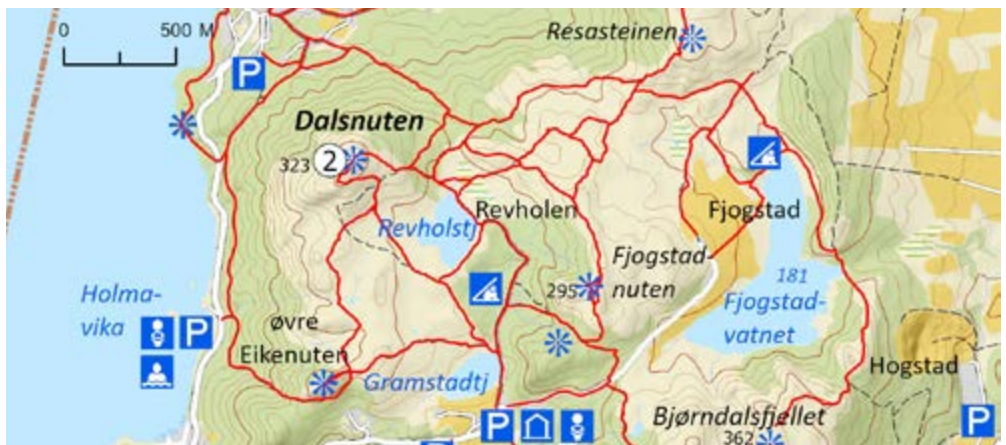 0 500 M
P
Resasteinen
Dalsnuten
323 2
Revholen
Revholstj
Fjogstad
Fjogstad-
nuten
295
181
Fjogstad-
vatnet
Holma-
vika
P
øvre
Eikenuten
Gramstadtj
Hogstad
P
Bjørndalsfjellet
362
P